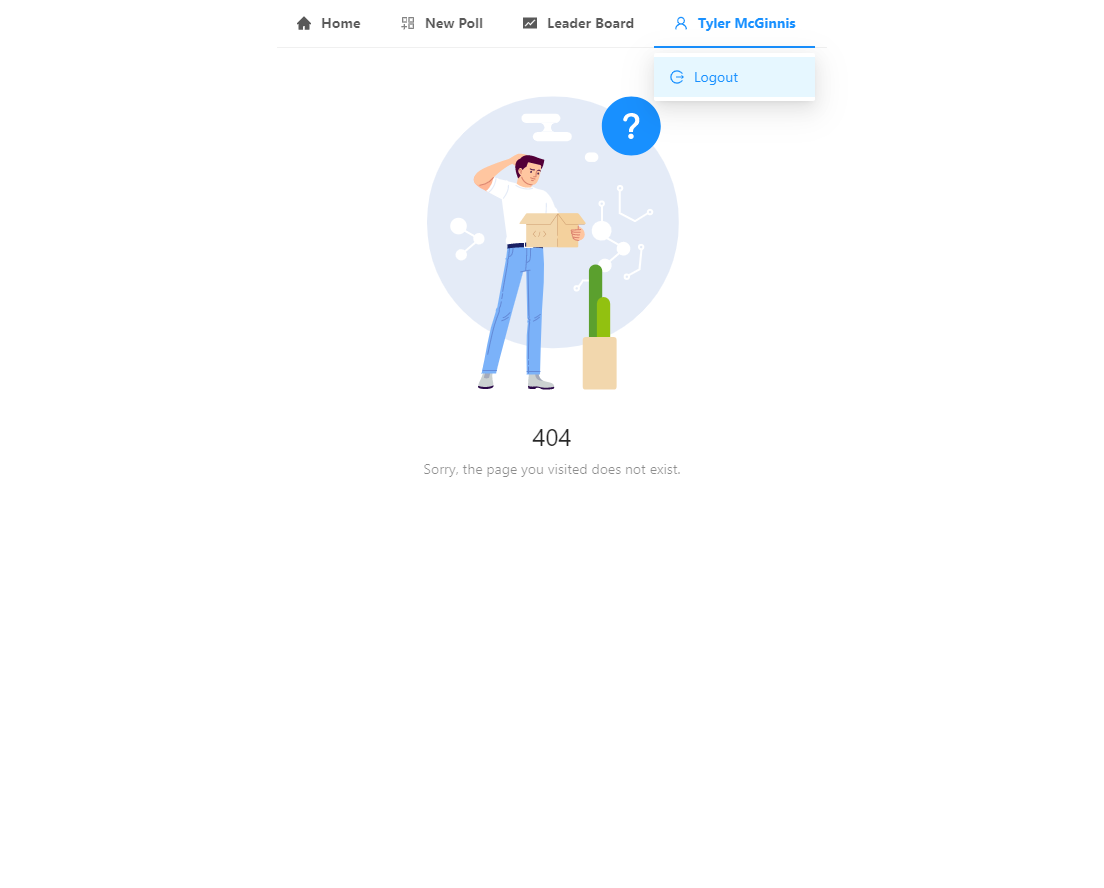 Home New Poll Leader Board Tyler McGinnis
Logout
?
</>
404
Sorry, the page you visited does not exist.